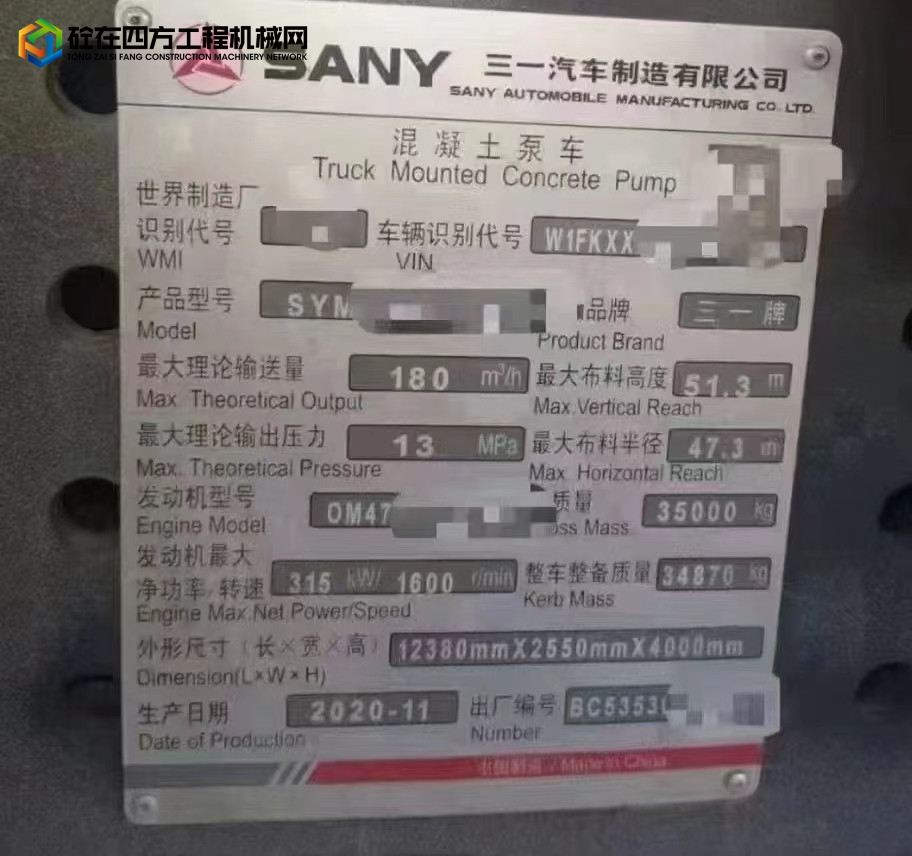 砼在四方工程机械网
TONG ZAI SI FANG CONSTRUCTION MACHINERY NETWORK
SANY 三一汽车制造有限公司
SANY AUTOMOBILE MANUFACTURING CO. LTD.
混凝土泵车
Truck Mounted Concrete Pump
世界制造厂
识别代号 车辆识别代号 W1FKXX
WMI VIN
产品型号 SYM 品牌 三一牌
Model Product Brand
最大理论输送量 180 m³/h 最大布料高度 51.3 m
Max. Theoretical Output Max.Vertical Reach
最大理论输出压力 13 MPa 最大布料半径 47.3 m
Max. Theoretical Pressure Max. Horizontal Reach
发动机型号 OM47 质量 35000 kg
Engine Model oss Mass
发动机最大
净功率/转速 315 kW/ 1600 r/min 整车整备质量 34870 kg
Engine Max.Net Power/Speed Kerb Mass
外形尺寸(长×宽×高) 12380mmX2550mmX4000mm
Dimension(L×W×H)
生产日期 2020-11 出厂编号 BC5353
Date of Production Number
中国制造 / Made in China